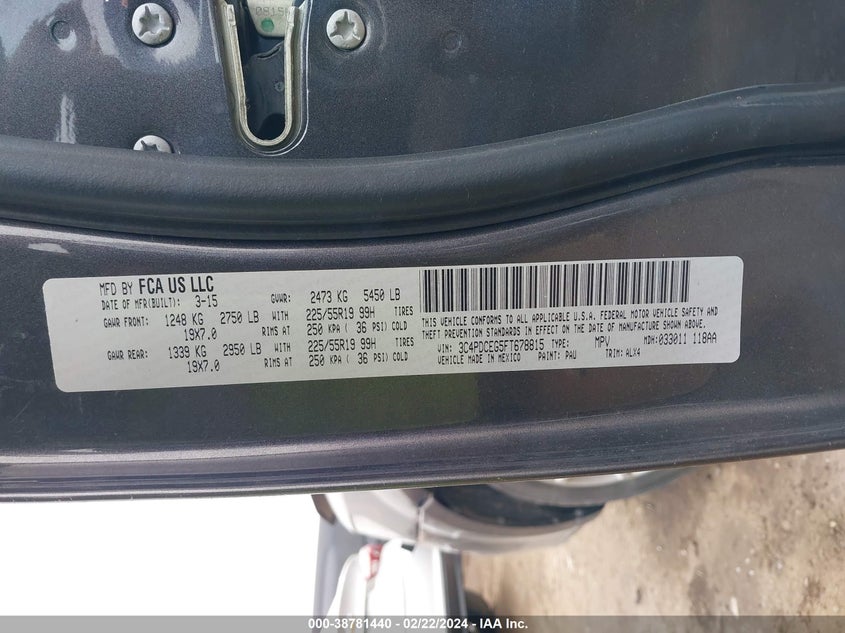 MFD BY FCA US LLC
DATE OF MFR(BUILT): 3-15 GVWR: 2473 KG 5450 LB
GAWR FRONT: 1248 KG 2750 LB WITH 225/55R19 99H TIRES
19X7.0 RIMS AT 250 KPA ( 36 PSI) COLD
GAWR REAR: 1339 KG 2950 LB WITH 225/55R19 99H TIRES
19X7.0 RIMS AT 250 KPA ( 36 PSI) COLD
THIS VEHICLE CONFORMS TO ALL APPLICABLE U.S.A. FEDERAL MOTOR VEHICLE SAFETY AND
THEFT PREVENTION STANDARDS IN EFFECT ON THE DATE OF MANUFACTURE SHOWN ABOVE.
VIN: 3C4PDCEG5FT678815 TYPE: MPV MDH:033011 118AA
VEHICLE MADE IN MEXICO PAINT: PAU TRIM: ALX4
000-38781440 - 02/22/2024 - IAA Inc.